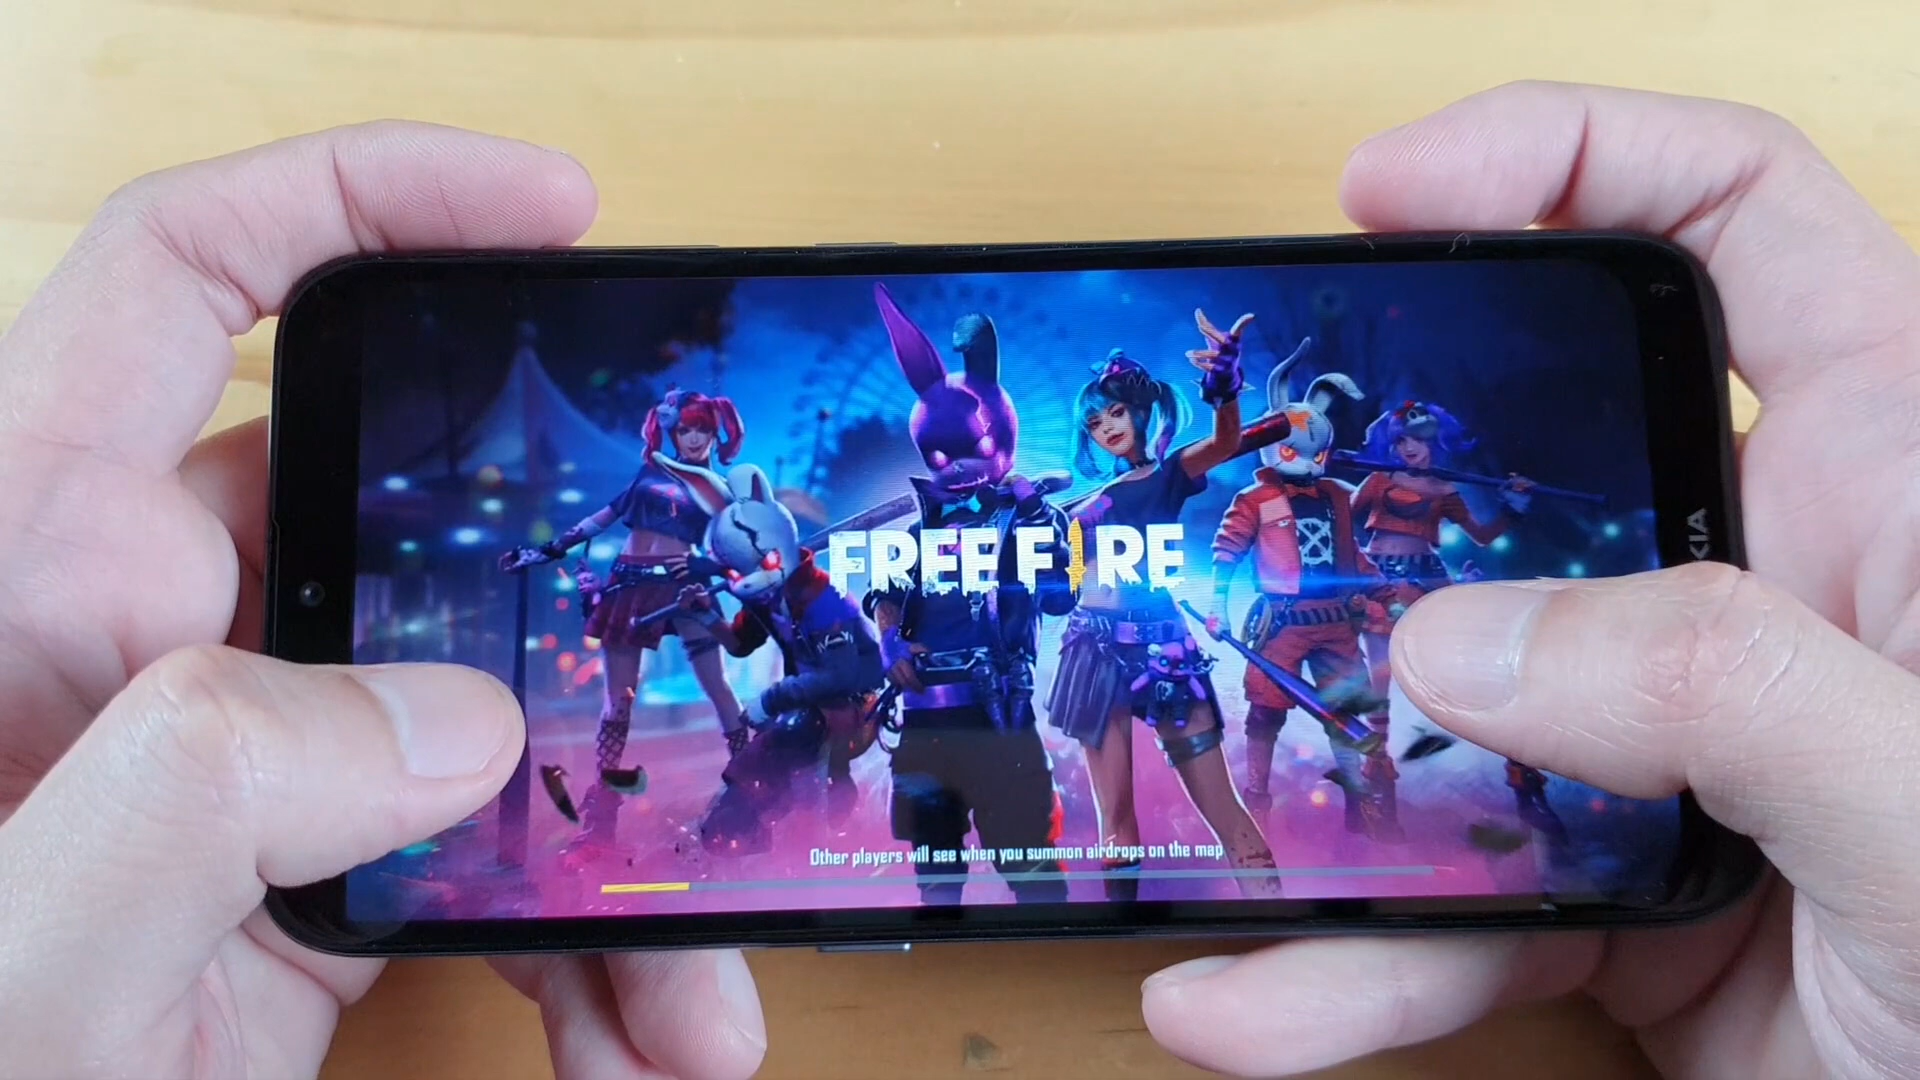 FREE FIRE
Other players will see when you summon airdrops on the map